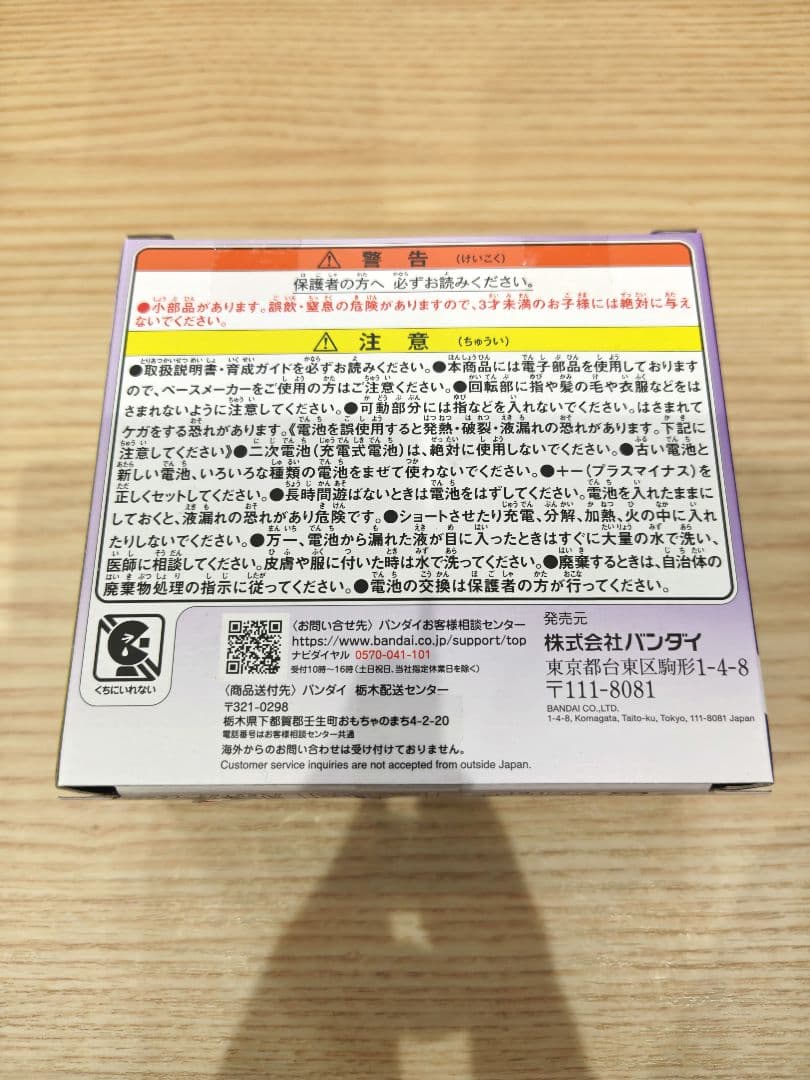 ⚠ 警告 (けいこく)
保護者の方へ 必ずお読みください。
●小部品があります。誤飲・窒息の危険がありますので、3才未満のお子様には絶対に与え
ないでください。
⚠ 注意 (ちゅうい)
●取扱説明書・育成ガイドを必ずお読みください。●本商品には電子部品を使用しております
ので、ペースメーカーをご使用の方はご注意ください。●回転部に指や髪の毛や衣服などをは
さまれないように注意してください。●可動部分には指などを入れないでください。はさまれて
ケガをする恐れがあります。《電池を誤使用すると発熱・破裂・液漏れの恐れがあります。下記に
注意してください》●二次電池(充電式電池)は、絶対に使用しないでください。●古い電池と
新しい電池、いろいろな種類の電池をまぜて使わないでください。●+-(プラスマイナス)を
正しくセットしてください。●長時間遊ばないときは電池をはずしてください。電池を入れたままに
しておくと、液漏れの恐れがあり危険です。●ショートさせたり充電、分解、加熱、火の中に入れ
たりしないでください。●万一、電池から漏れた液が目に入ったときはすぐに大量の水で洗い、
医師に相談してください。皮膚や服に付いた時は水で洗ってください。●廃棄するときは、自治体の
廃棄物処理の指示に従ってください。●電池の交換は保護者の方が行ってください。
くちにいれない
〈お問い合せ先〉バンダイお客様相談センター
https://www.bandai.co.jp/support/top
ナビダイヤル 0570-041-101
受付10時～16時(土日祝日、当社指定休業日を除く)
〈商品送付先〉バンダイ 栃木配送センター
〒321-0298
栃木県下都賀郡壬生町おもちゃのまち4-2-20
電話番号はお客様相談センター共通
海外からのお問い合わせは受け付けておりません。
Customer service inquiries are not accepted from outside Japan.
発売元
株式会社バンダイ
東京都台東区駒形1-4-8
〒111-8081
BANDAI CO.,LTD.
1-4-8, Komagata, Taito-ku, Tokyo, 111-8081 Japan